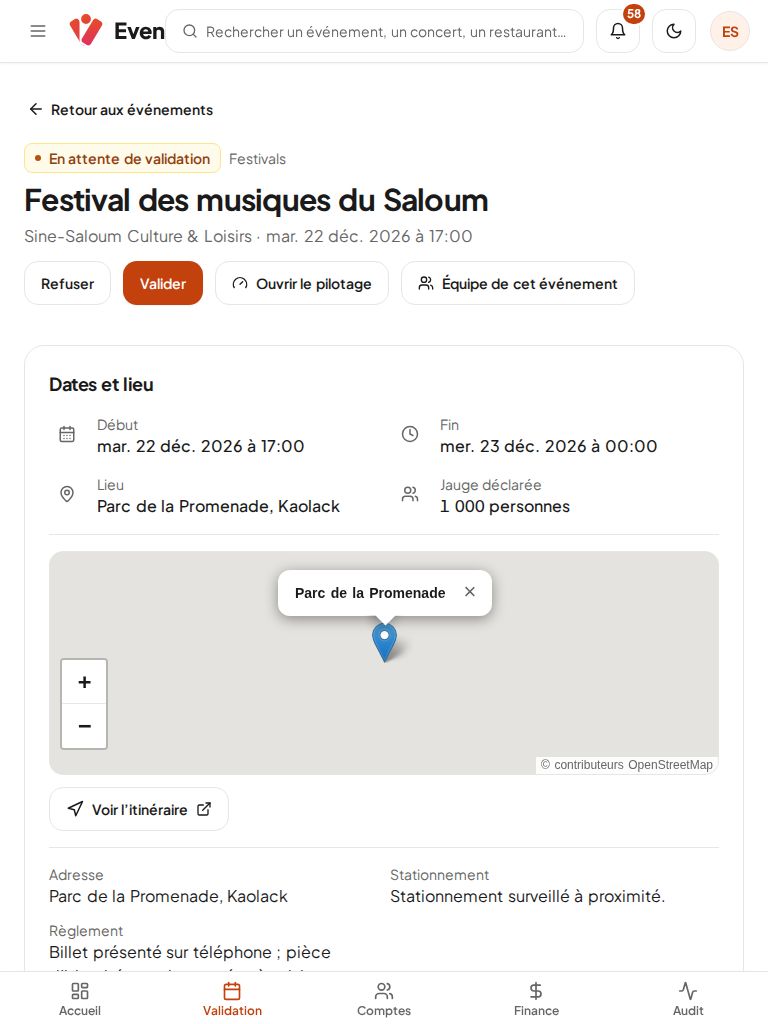 Even
Rechercher un événement, un concert, un restaurant…
58
ES
Retour aux événements
En attente de validation
Festivals
Festival des musiques du Saloum
Sine-Saloum Culture & Loisirs · mar. 22 déc. 2026 à 17:00
Refuser
Valider
Ouvrir le pilotage
Équipe de cet événement
Dates et lieu
Début
mar. 22 déc. 2026 à 17:00
Fin
mer. 23 déc. 2026 à 00:00
Lieu
Parc de la Promenade, Kaolack
Jauge déclarée
1 000 personnes
Parc de la Promenade
×
+
−
© contributeurs OpenStreetMap
Voir l’itinéraire
Adresse
Parc de la Promenade, Kaolack
Stationnement
Stationnement surveillé à proximité.
Règlement
Billet présenté sur téléphone ; pièce
Accueil
Validation
Comptes
Finance
Audit